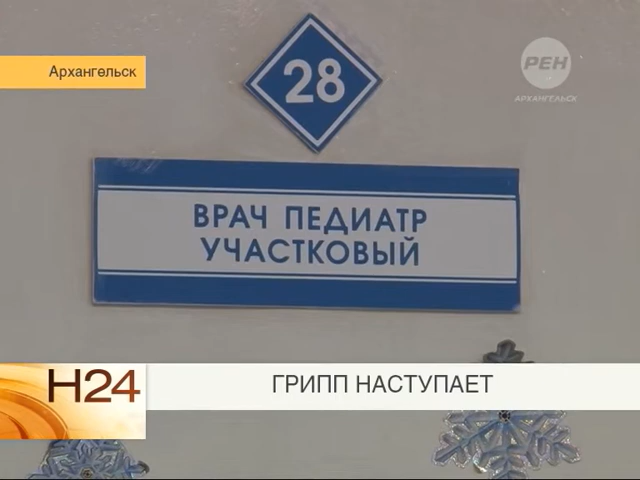 Архангельск
28
РЕН
АРХАНГЕЛЬСК
ВРАЧ ПЕДИАТР
УЧАСТКОВЫЙ
Н24
ГРИПП НАСТУПАЕТ